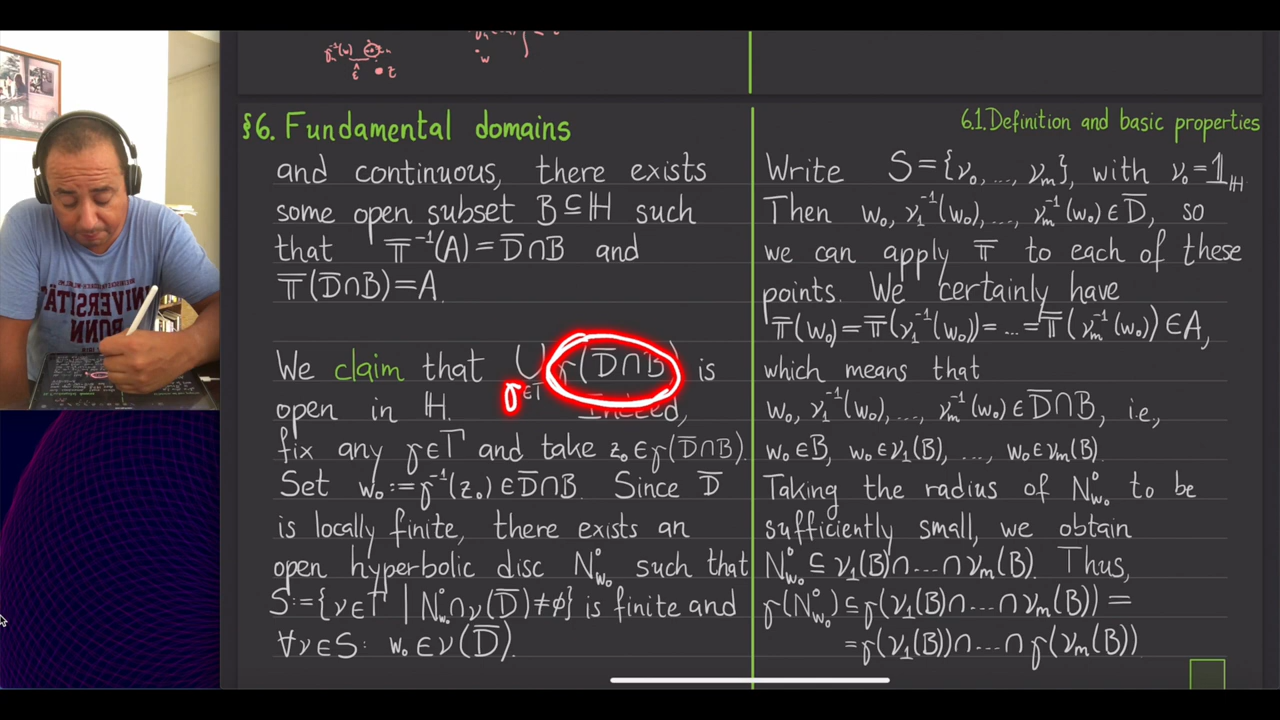 §6. Fundamental domains
and continuous, there exists
some open subset B⊆ℍ such
that π̅⁻¹(A)=D̅∩B and
π̅(D̅∩B)=A.
We claim that ⋃_{γ∈Γ} γ(D̅∩B) is
open in ℍ. Indeed,
fix any γ∈Γ and take z₀∈γ(D̅∩B).
Set w₀:=γ⁻¹(z₀)∈D̅∩B. Since D̅
is locally finite, there exists an
open hyperbolic disc N°_{w₀} such that
S:={ν∈Γ | N°_{w₀}∩ν(D̅)≠∅} is finite and
∀ν∈S: w₀∈ν(D̅).
6.1.Definition and basic properties
Write S={ν₀,...,νₘ}, with ν₀=𝟙_ℍ.
Then w₀,ν₁⁻¹(w₀),...,νₘ⁻¹(w₀)∈D̅, so
we can apply π̅ to each of these
points. We certainly have
π̅(w₀)=π̅(ν₁⁻¹(w₀))=...=π̅(νₘ⁻¹(w₀))∈A,
which means that
w₀,ν₁⁻¹(w₀),...,νₘ⁻¹(w₀)∈D̅∩B, i.e.,
w₀∈B, w₀∈ν₁(B), ..., w₀∈νₘ(B).
Taking the radius of N°_{w₀} to be
sufficiently small, we obtain
N°_{w₀}⊆ν₁(B)∩...∩νₘ(B). Thus,
γ(N°_{w₀})⊆γ(ν₁(B)∩...∩νₘ(B))=
=γ(ν₁(B))∩...∩γ(νₘ(B))
UNIVERSITÄT
BONN